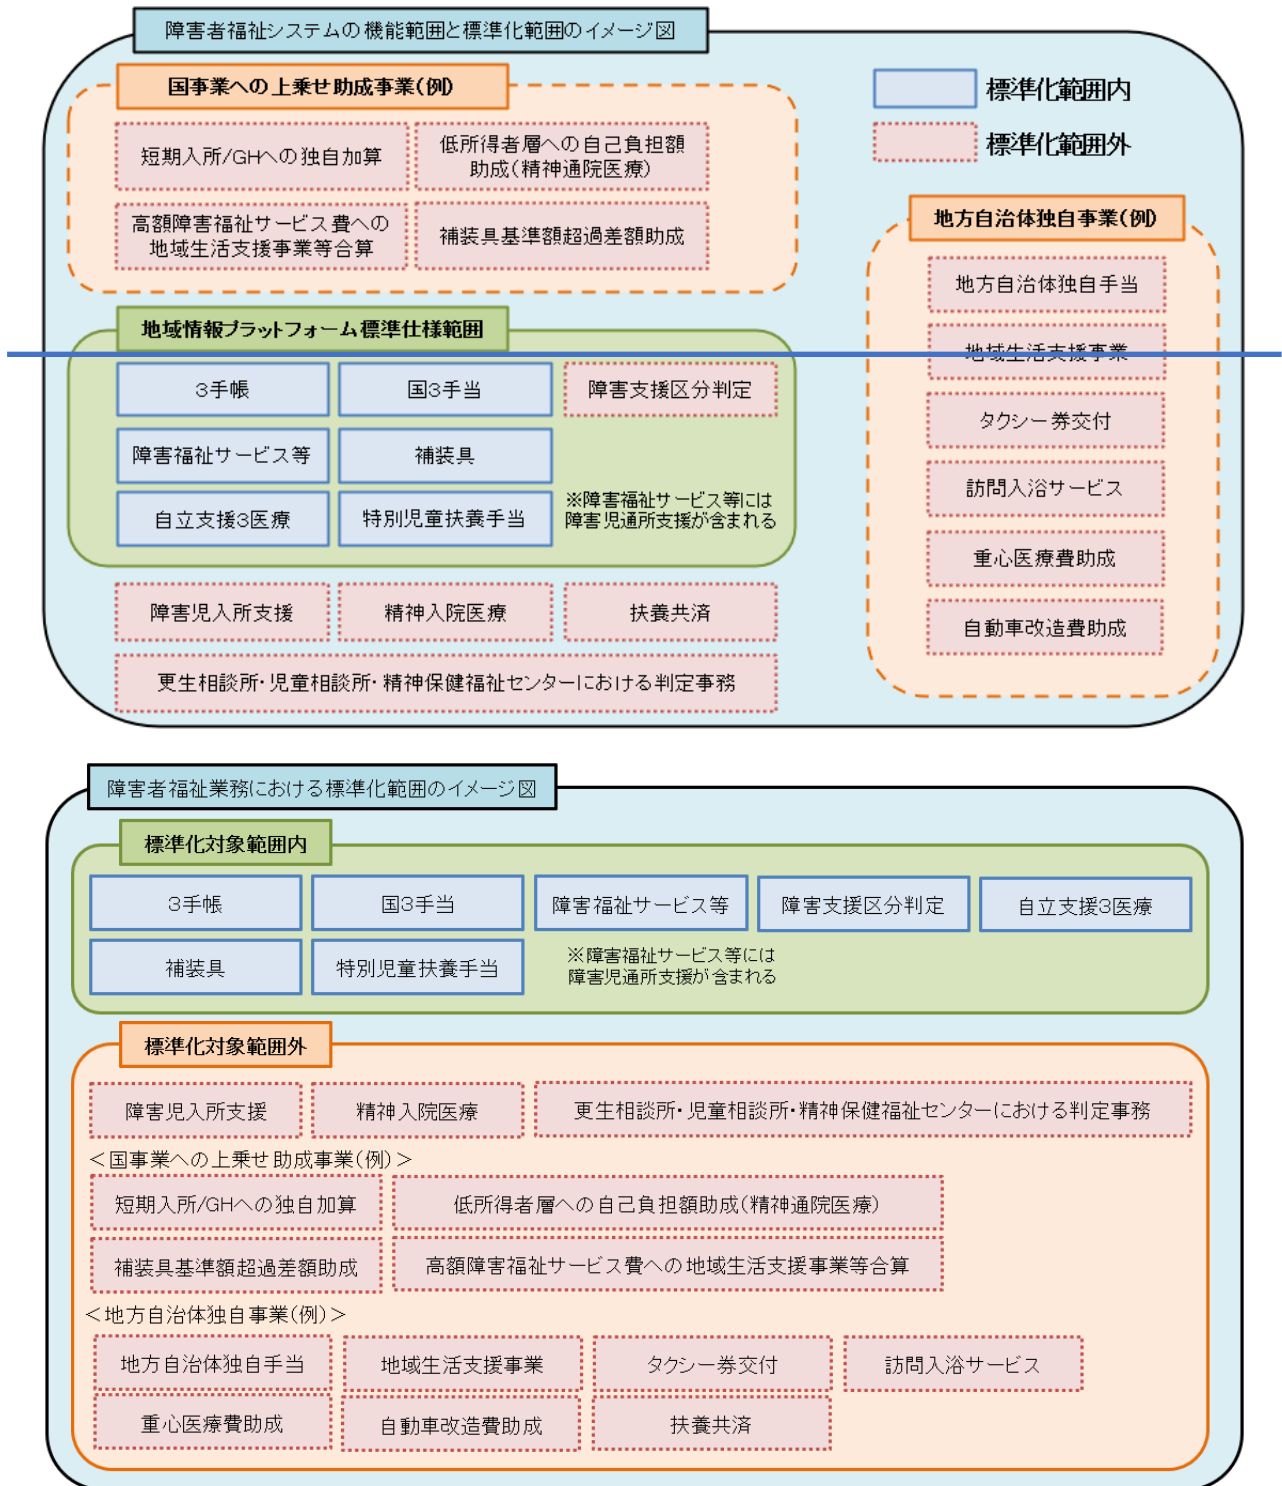 障害者福祉システムの機能範囲と標準化範囲のイメージ図
国事業への上乗せ助成事業(例)
短期入所/GHへの独自加算
低所得者層への自己負担額
助成(精神通院医療)
高額障害福祉サービス費への
地域生活支援事業等合算
補装具基準額超過差額助成
標準化範囲内
標準化範囲外
地方自治体独自事業(例)
地方自治体独自手当
地域生活支援事業
タクシー券交付
訪問入浴サービス
重心医療費助成
自動車改造費助成
地域情報プラットフォーム標準仕様範囲
3手帳
国3手当
障害支援区分判定
障害福祉サービス等
補装具
自立支援3医療
特別児童扶養手当
※障害福祉サービス等には
障害児通所支援が含まれる
障害児入所支援
精神入院医療
扶養共済
更生相談所・児童相談所・精神保健福祉センターにおける判定事務
障害者福祉業務における標準化範囲のイメージ図
標準化対象範囲内
3手帳
国3手当
障害福祉サービス等
障害支援区分判定
自立支援3医療
補装具
特別児童扶養手当
※障害福祉サービス等には
障害児通所支援が含まれる
標準化対象範囲外
障害児入所支援
精神入院医療
更生相談所・児童相談所・精神保健福祉センターにおける判定事務
＜国事業への上乗せ助成事業(例)＞
短期入所/GHへの独自加算
低所得者層への自己負担額助成(精神通院医療)
補装具基準額超過差額助成
高額障害福祉サービス費への地域生活支援事業等合算
＜地方自治体独自事業(例)＞
地方自治体独自手当
地域生活支援事業
タクシー券交付
訪問入浴サービス
重心医療費助成
自動車改造費助成
扶養共済